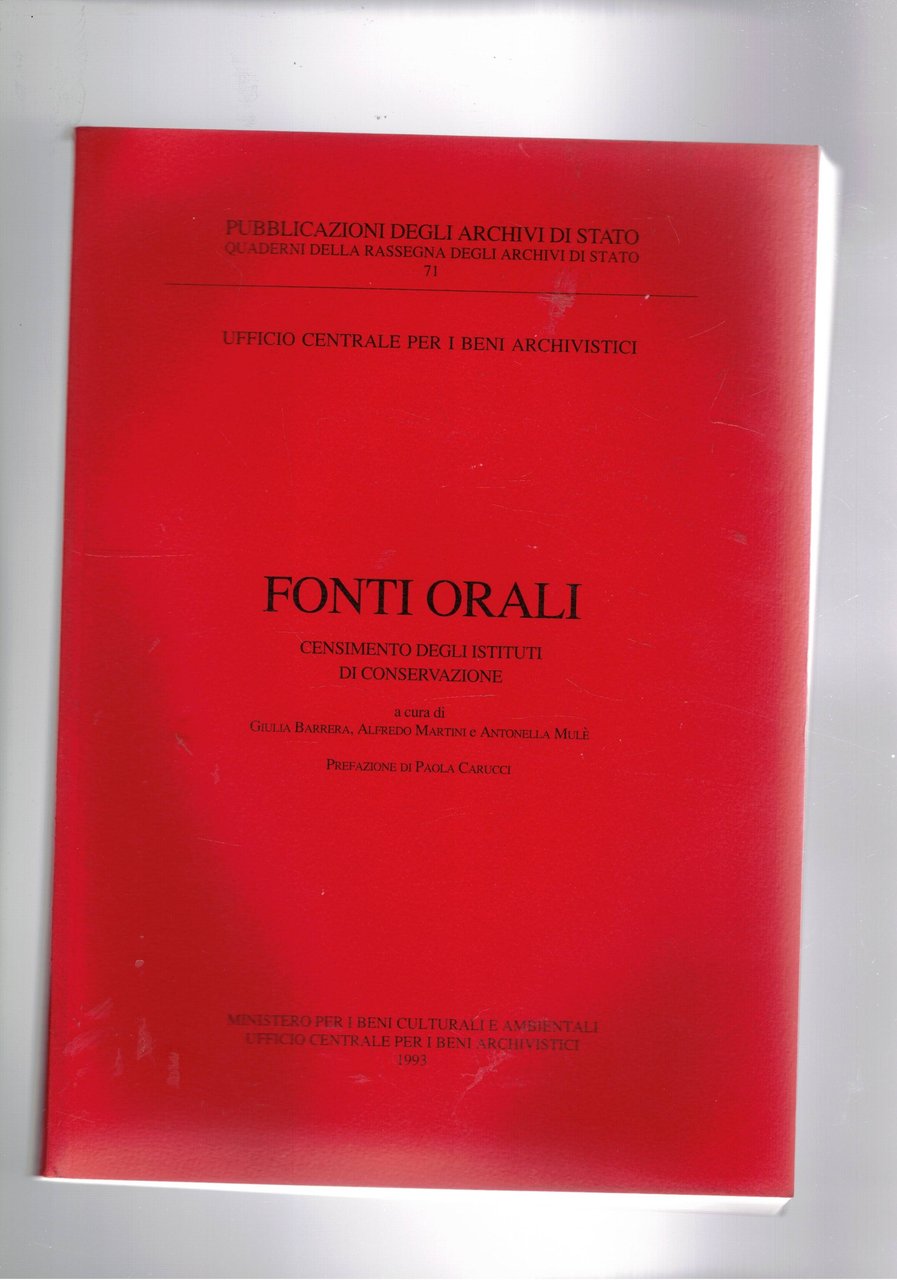 PUBBLICAZIONI DEGLI ARCHIVI DI STATO
QUADERNI DELLA RASSEGNA DEGLI ARCHIVI DI STATO
71
UFFICIO CENTRALE PER I BENI ARCHIVISTICI
FONTI ORALI
CENSIMENTO DEGLI ISTITUTI
DI CONSERVAZIONE
a cura di
GIULIA BARRERA, ALFREDO MARTINI e ANTONELLA MULÈ
PREFAZIONE DI PAOLA CARUCCI
MINISTERO PER I BENI CULTURALI E AMBIENTALI
UFFICIO CENTRALE PER I BENI ARCHIVISTICI
1993